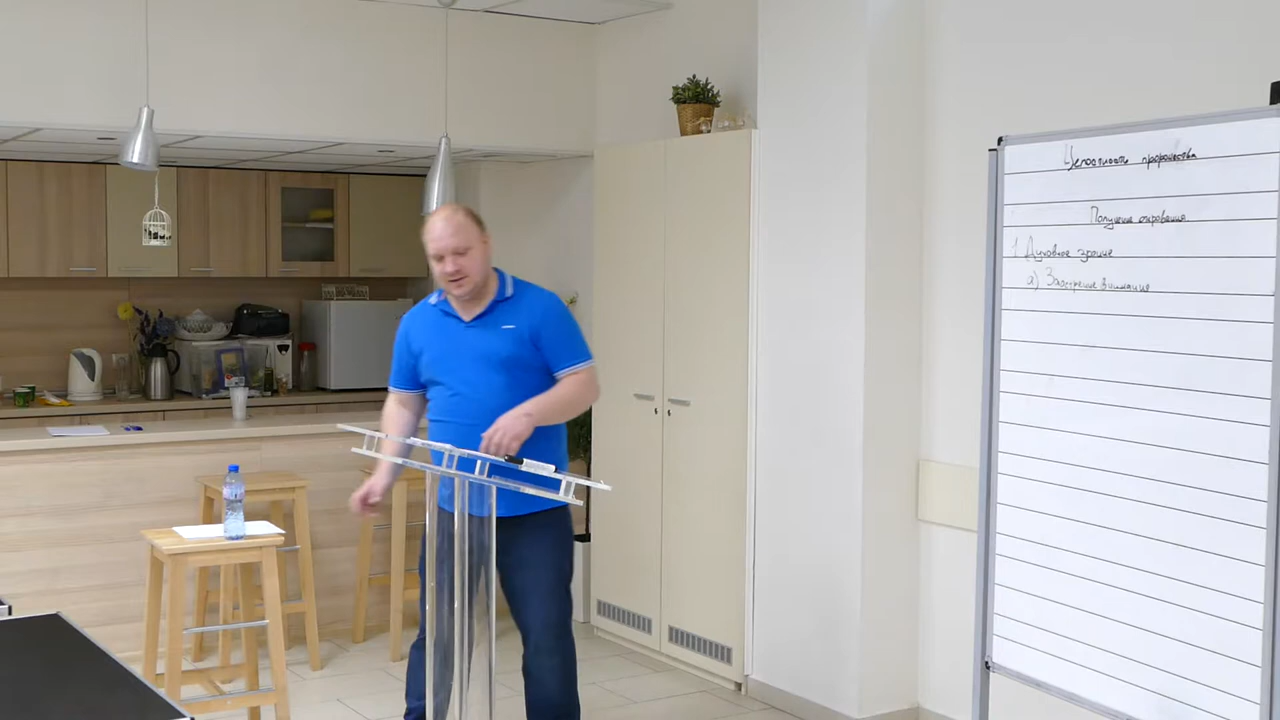 Целостность пророчества
Получение откровения
1 Духовное зрение
а) Заострение внимания